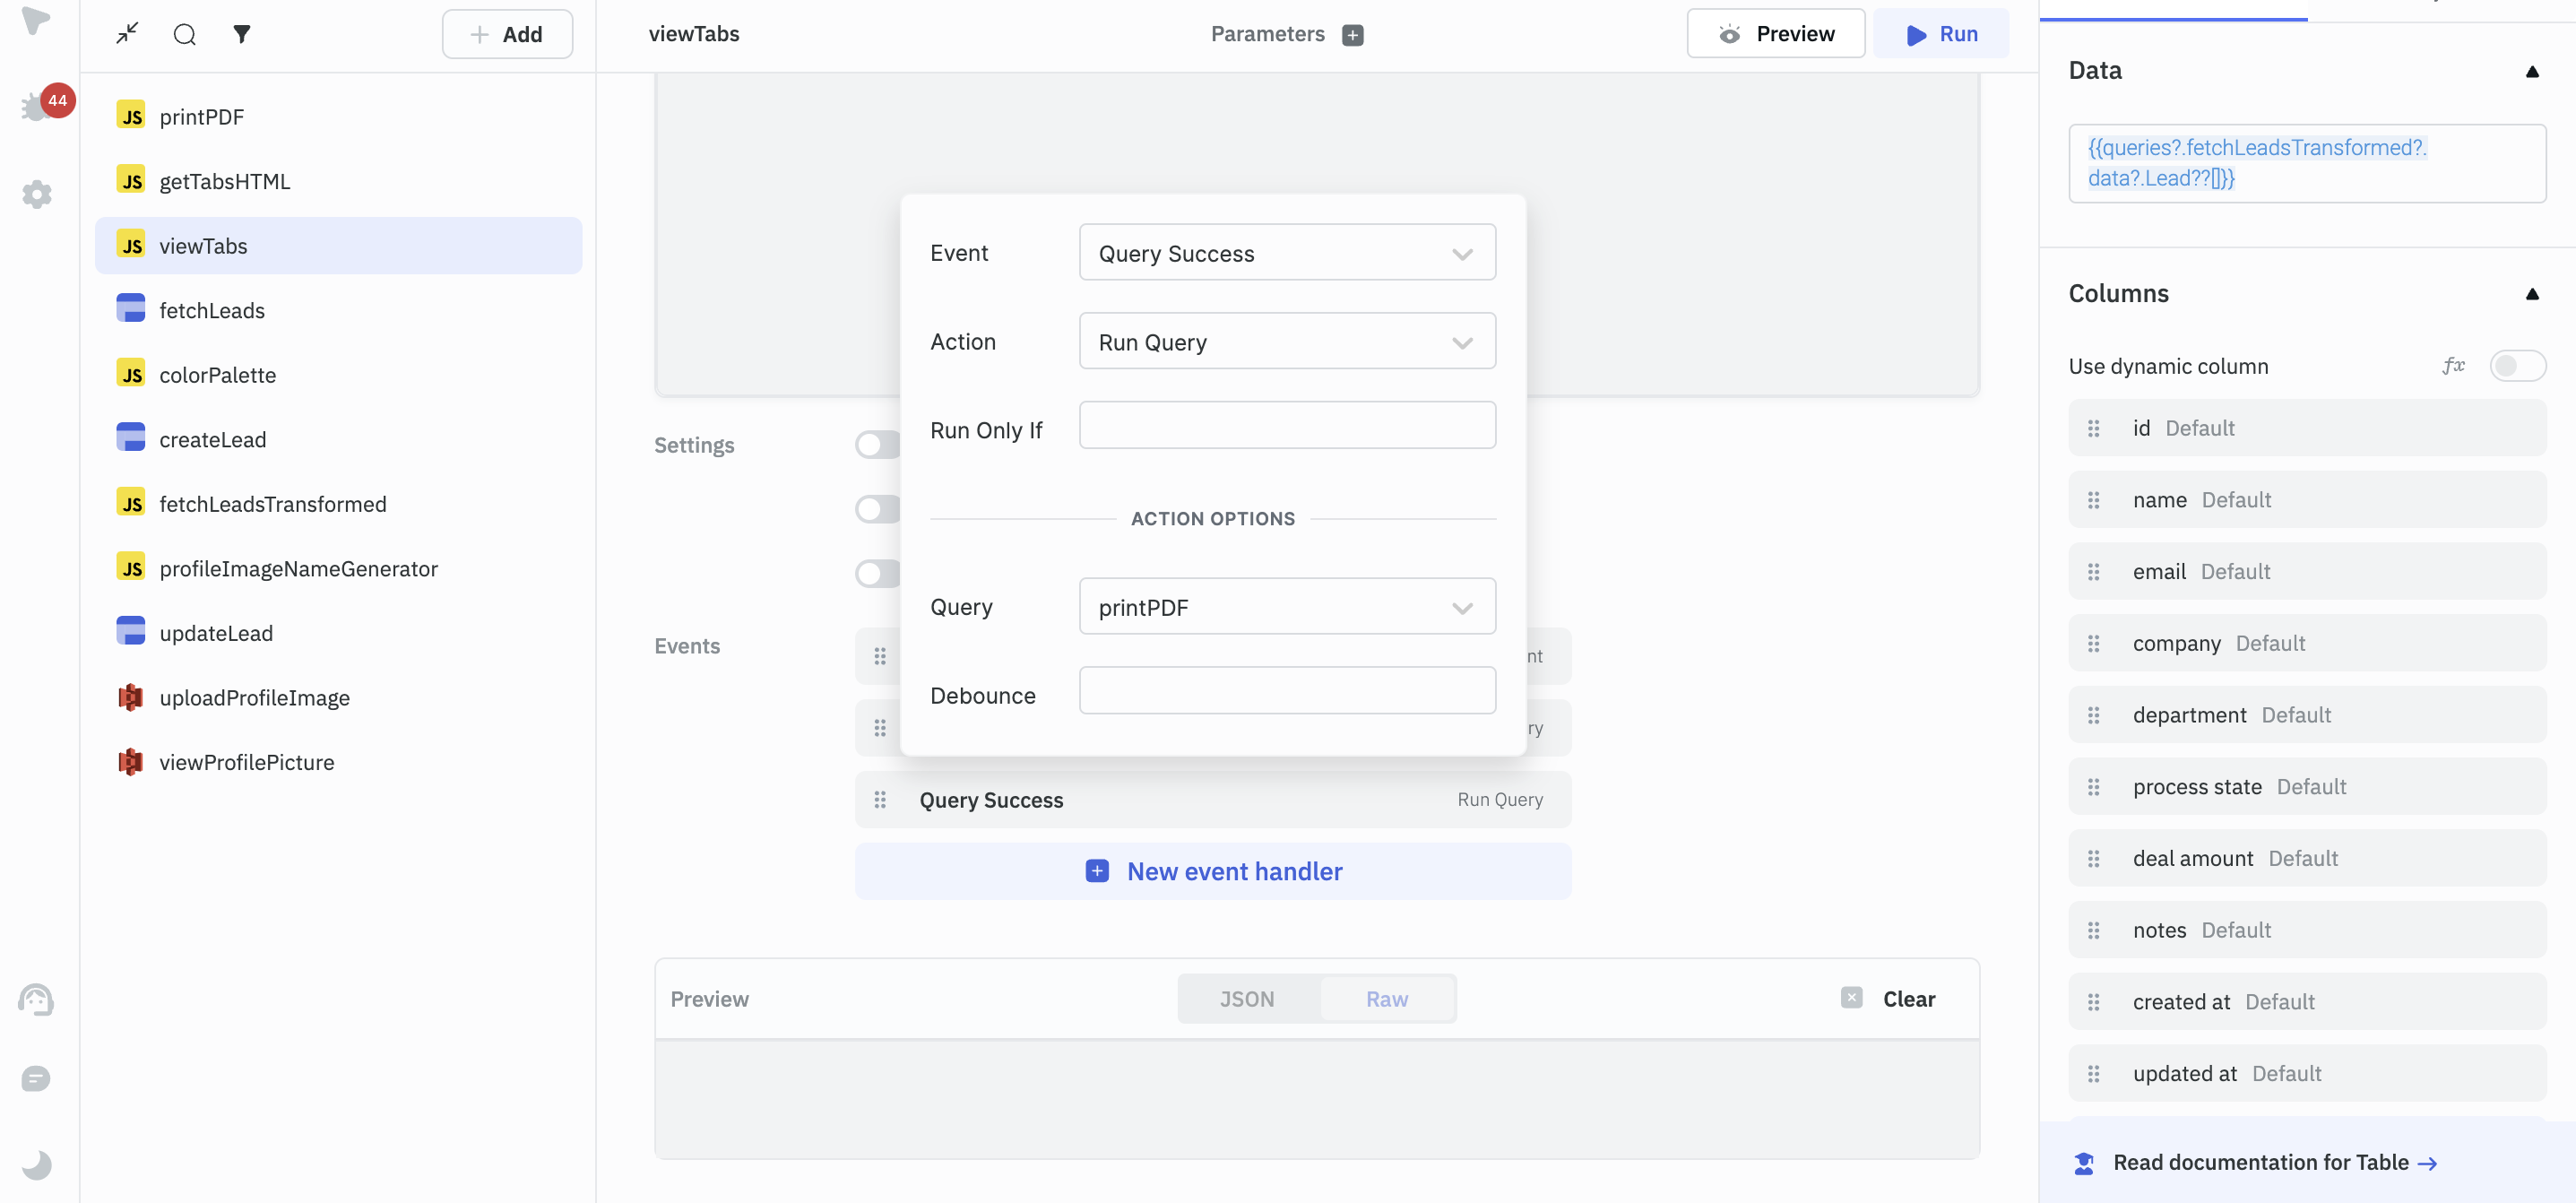 44
Add
JS printPDF
JS getTabsHTML
JS viewTabs
fetchLeads
JS colorPalette
createLead
JS fetchLeadsTransformed
JS profileImageNameGenerator
updateLead
uploadProfileImage
viewProfilePicture
viewTabs
Parameters
Preview
Run
Event
Query Success
Action
Run Query
Run Only If
ACTION OPTIONS
Query
printPDF
Debounce
Settings
Events
nt
ry
Query Success
Run Query
New event handler
Preview
JSON
Raw
Clear
Data
{{queries?.fetchLeadsTransformed?.
data?.Lead??[]}}
Columns
Use dynamic column
fx
id Default
name Default
email Default
company Default
department Default
process state Default
deal amount Default
notes Default
created at Default
updated at Default
Read documentation for Table →